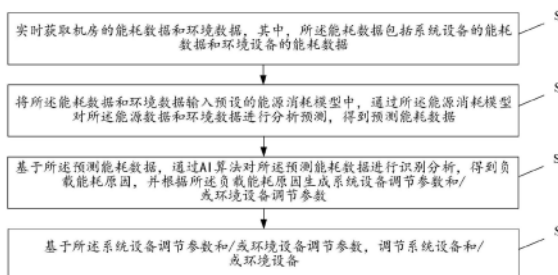 实时获取机房的能耗数据和环境数据，其中，所述能耗数据包括系统设备的能耗
数据和环境设备的能耗数据
S
将所述能耗数据和环境数据输入预设的能源消耗模型中，通过所述能源消耗模型
对所述能源数据和环境数据进行分析预测，得到预测能耗数据
S
基于所述预测能耗数据，通过AI算法对所述预测能耗数据进行识别分析，得到负
载能耗原因，并根据所述负载能耗原因生成系统设备调节参数和/
或环境设备调节参数
S
基于所述系统设备调节参数和/或环境设备调节参数，调节系统设备和/
或环境设备
S